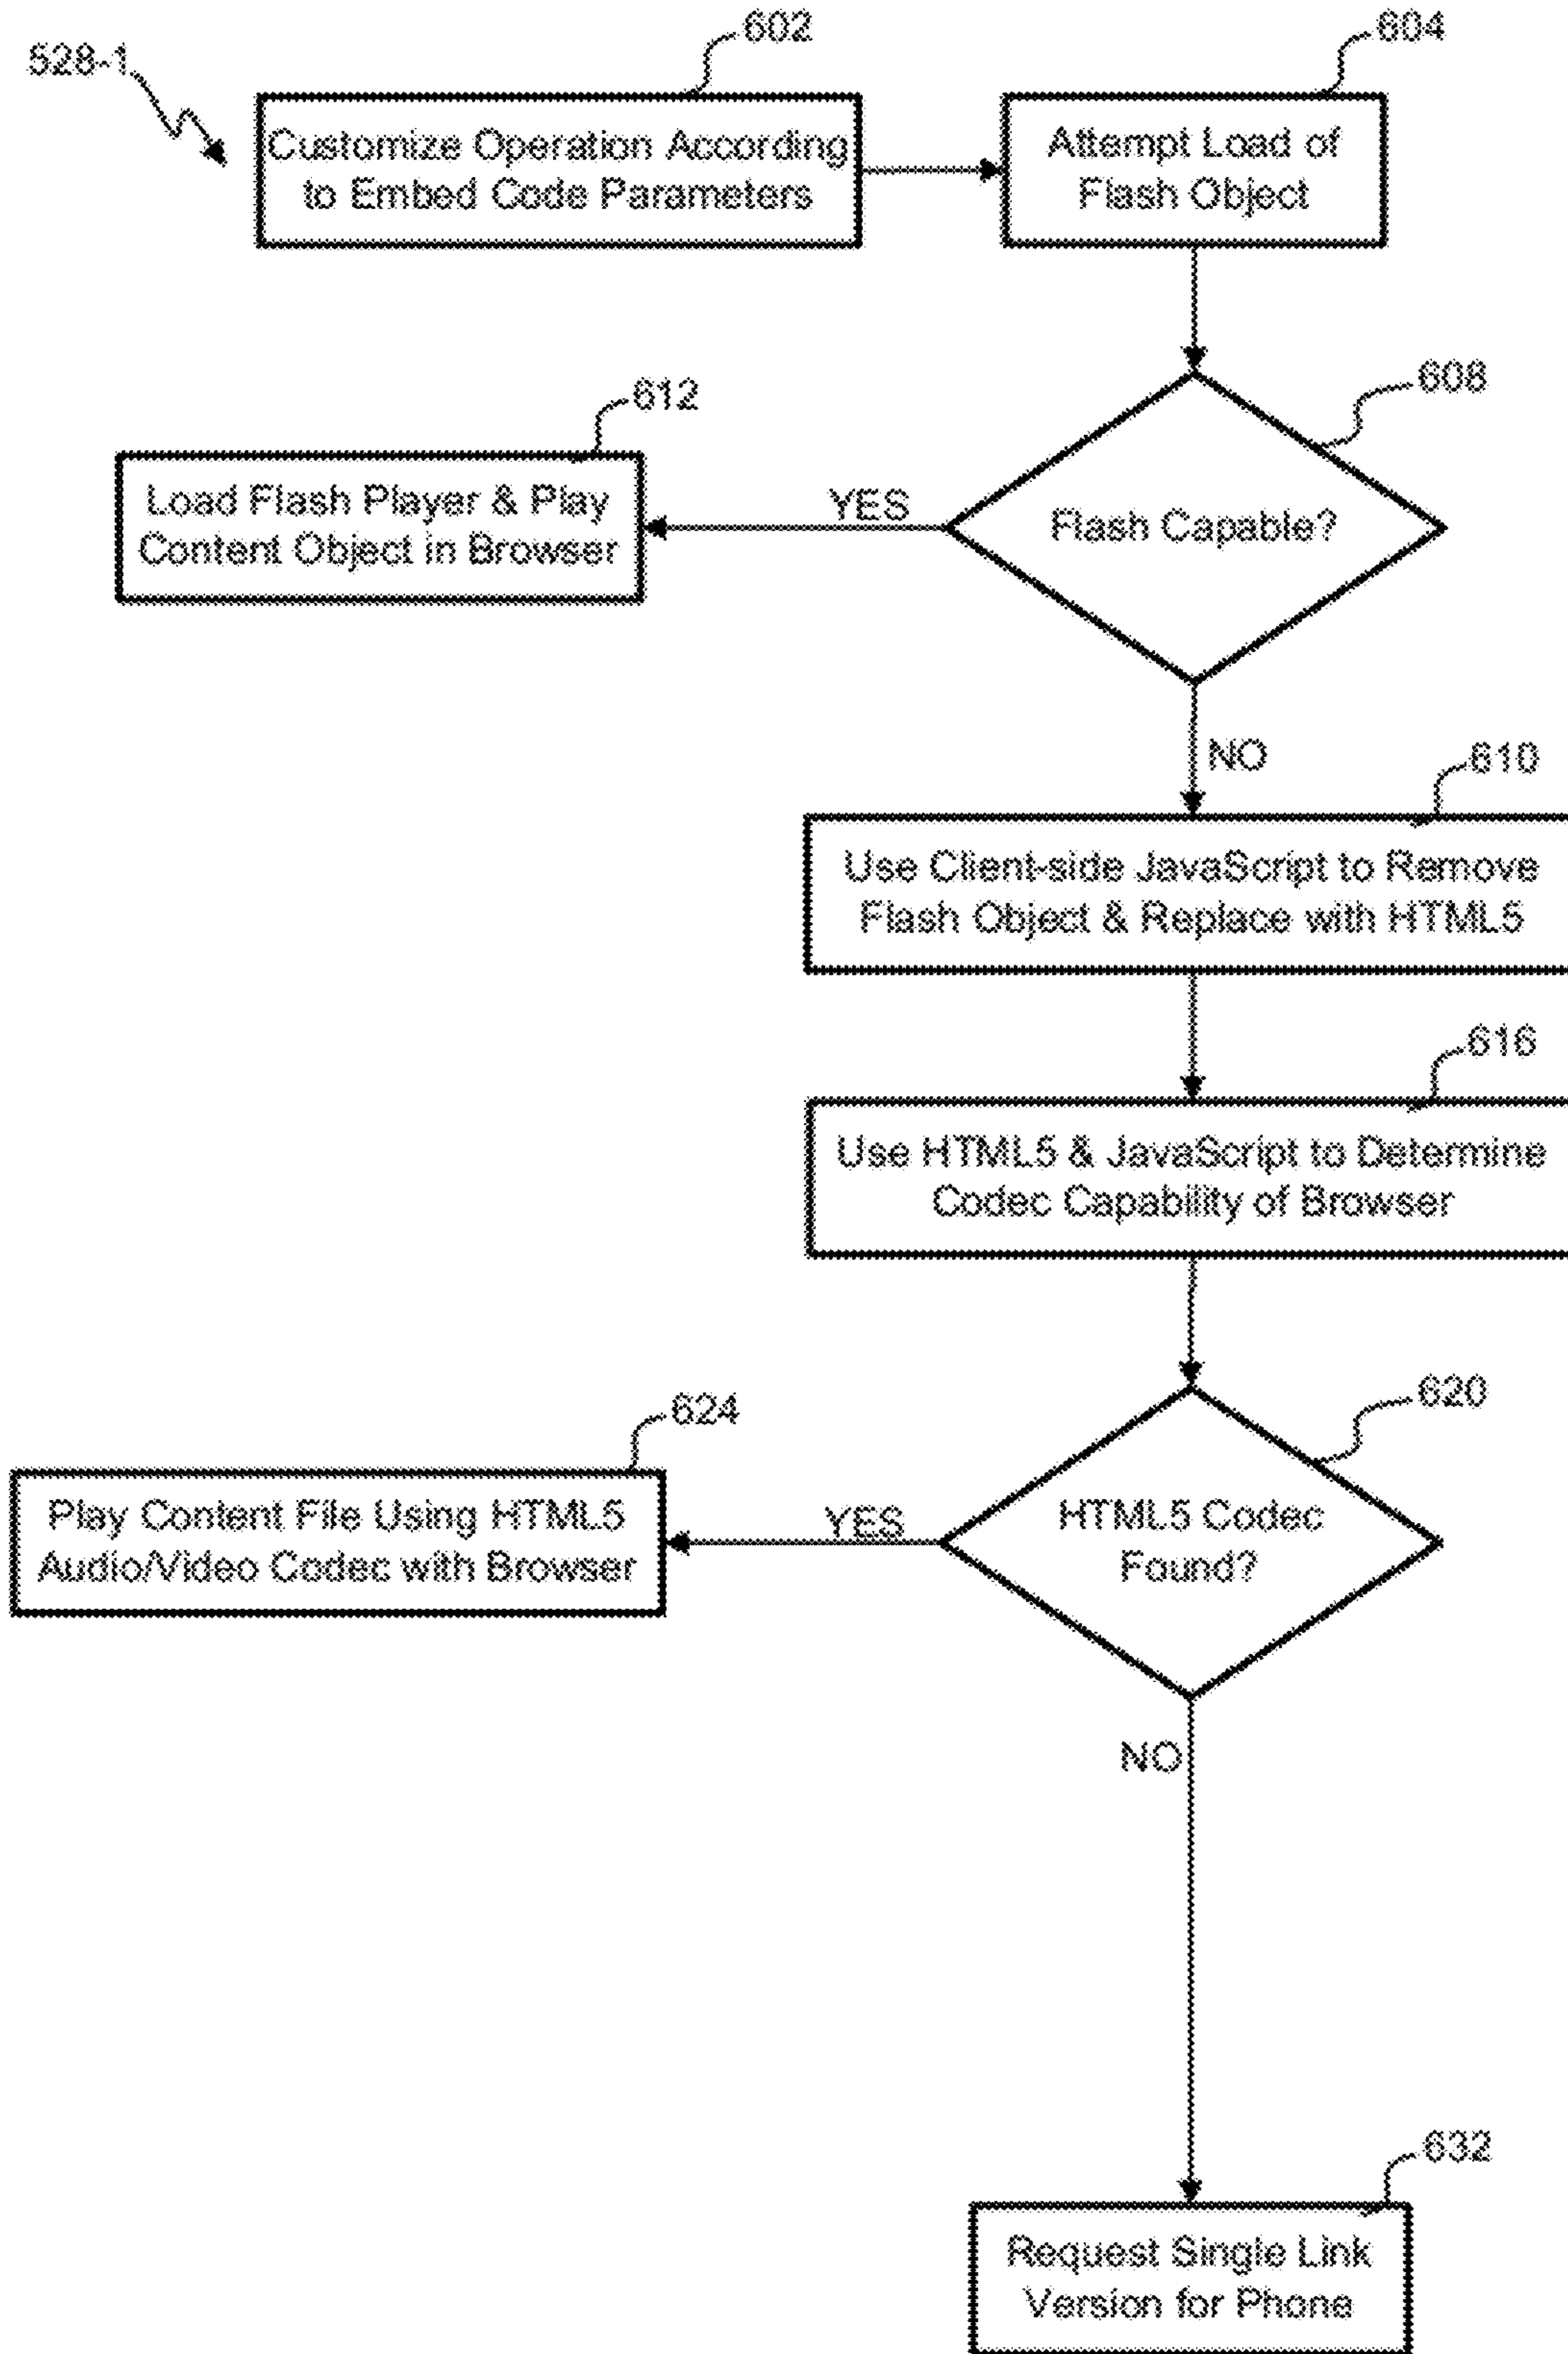 528-1
602
Customize Operation According
to Embed Code Parameters
604
Attempt Load of
Flash Object
608
Flash Capable?
YES
612
Load Flash Player & Play
Content Object in Browser
NO
610
Use Client-side JavaScript to Remove
Flash Object & Replace with HTML5
616
Use HTML5 & JavaScript to Determine
Codec Capability of Browser
620
HTML5 Codec
Found?
YES
624
Play Content File Using HTML5
Audio/Video Codec with Browser
NO
632
Request Single Link
Version for Phone